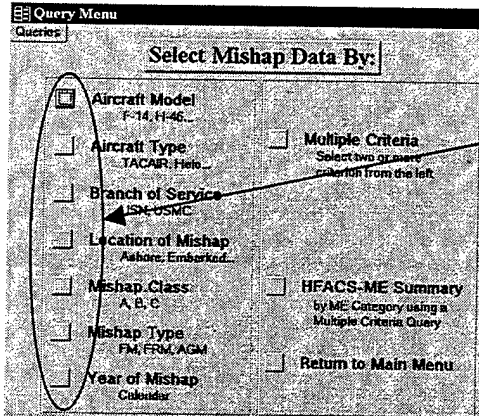 Query Menu
Queries
Select Mishap Data By:
Aircraft Model
F-14, H-46...
Aircraft Type
TACAIR, Helo...
Branch of Service
USN, USMC
Location of Mishap
Ashore, Embarked...
Mishap Class
A, B, C
Mishap Type
FM, FRM, AGM
Year of Mishap
Calendar
Multiple Criteria
Select two or more
criterion from the left
HFACS-ME Summary
by ME Category using a
Multiple Criteria Query
Return to Main Menu